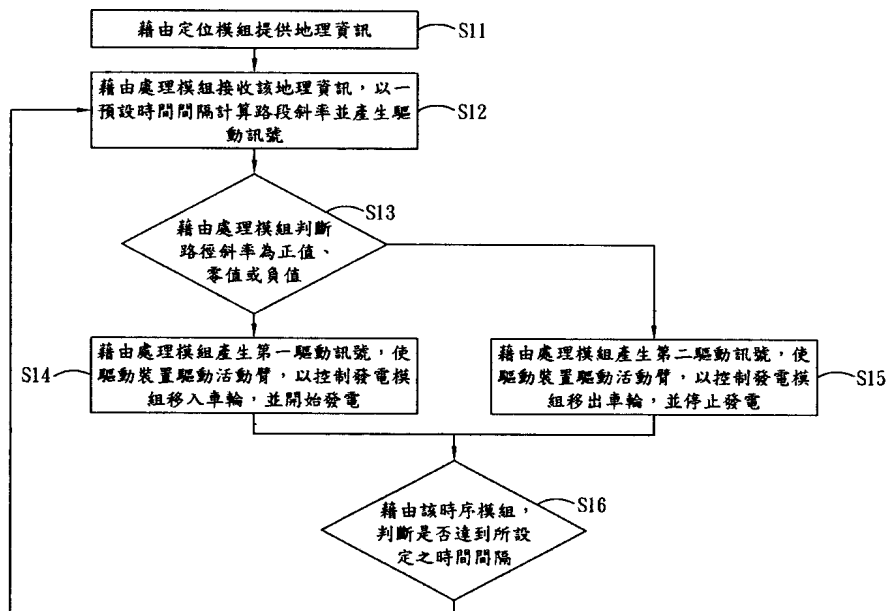 藉由定位模組提供地理資訊
S11
藉由處理模組接收該地理資訊，以一
預設時間間隔計算路段斜率並產生驅
動訊號
S12
S13
藉由處理模組判斷
路徑斜率為正值、
零值或負值
S14
藉由處理模組產生第一驅動訊號，使
驅動裝置驅動活動臂，以控制發電模
組移入車輪，並開始發電
藉由處理模組產生第二驅動訊號，使
驅動裝置驅動活動臂，以控制發電模
組移出車輪，並停止發電
S15
S16
藉由該時序模組，
判斷是否達到所設
定之時間間隔